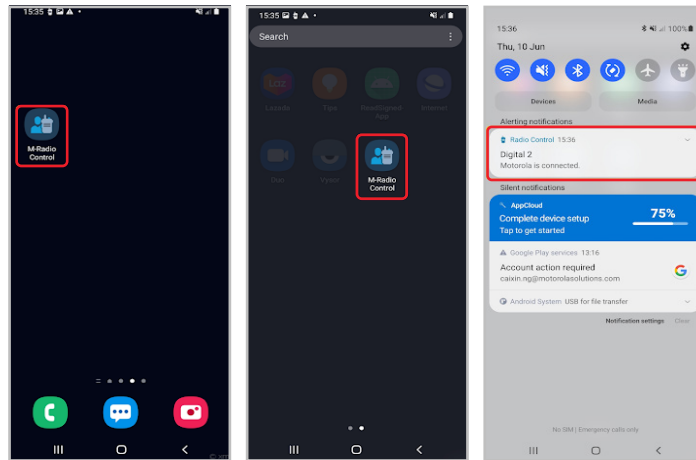 15:35
M-Radio
Control
15:35
Search
Lazada
Tips
Internet
App
Duo
M-Radio
Control
15:36
100%
Thu, 10 Jun
Devices
Media
Alerting notifications
Radio Control 15:36
Digital 2
Motorola is connected.
Silent notifications
AppCloud
Complete device setup
75%
Tap to get started
Google Play services 13:16
Account action required
caixin.ng@motorolasolutions.com
Android System USB for file transfer
Notification settings
Clear
No SIM | Emergency calls only